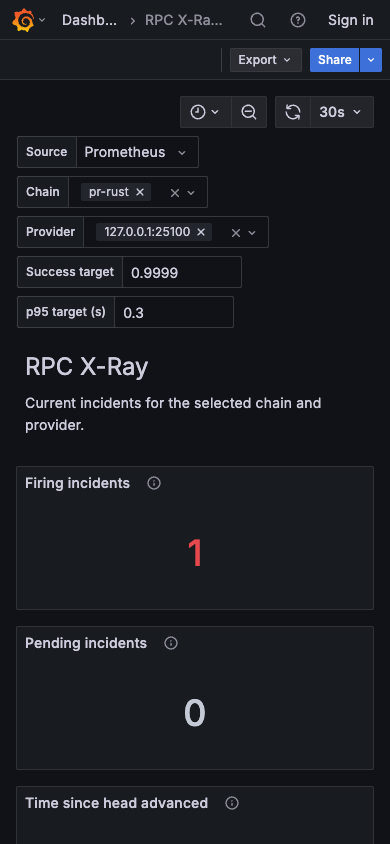 Dashb... › RPC X-Ra... Sign in
Export Share
30s
Source Prometheus
Chain pr-rust
Provider 127.0.0.1:25100
Success target 0.9999
p95 target (s) 0.3
RPC X-Ray
Current incidents for the selected chain and
provider.
Firing incidents
1
Pending incidents
0
Time since head advanced